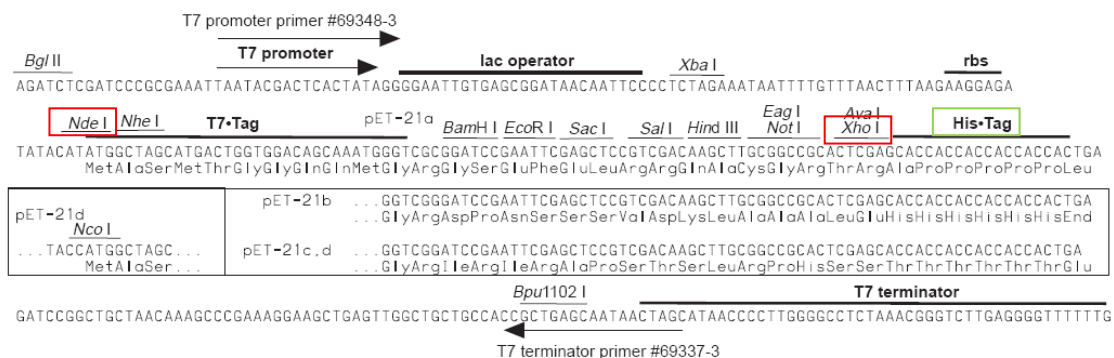 T7 promoter primer #69348-3
Bgl II T7 promoter lac operator Xba I rbs
AGATCTCGATCCCGCGAAATTAATACGACTCACTATAGGGGAATTGTGAGCGGATAACAATTCCCCTCTAGAAATAATTTTGTTTAACTTTAAGAAGGAGA
Nde I Nhe I T7•Tag pET-21a BamH I EcoR I Sac I Sal I Hind III Eag I Not I Ava I Xho I His•Tag
TATACATATGGCTAGCATGACTGGTGGACAGCAAATGGGTCGCGGATCCGAATTCGAGCTCCGTCGACAAGCTTGCGGCCGCACTCGAGCACCACCACCACCACCACTGA
MetAlaSerMetThrGlyGlyGlnGlnMetGlyArgGlySerGluPheGluLeuArgArgGlnAlaCysGlyArgThrArgAlaProProProProProLeu
pET-21d
Nco I
...TACCATGGCTAGC...
MetAlaSer...
pET-21b ...GGTCGGGATCCGAATTCGAGCTCCGTCGACAAGCTTGCGGCCGCACTCGAGCACCACCACCACCACCACTGA
GlyArgAspProAsnSerSerSerValAspLysLeuAlaAlaAlaLeuGluHisHisHisHisHisHisEnd
pET-21c,d ...GGTCGGATCCGAATTCGAGCTCCGTCGACAAGCTTGCGGCCGCACTCGAGCACCACCACCACCACCACTGA
GlyArgIleArgIleArgAlaProSerThrSerLeuArgProHisSerSerThrThrThrThrThrThrGlu
Bpu1102 I T7 terminator
GATCCGGCTGCTAACAAAGCCCGAAAGGAAGCTGAGTTGGCTGCTGCCACCGCTGAGCAATAACTAGCATAACCCCTTGGGGCCTCTAAACGGGTCTTGAGGGGTTTTTTG
T7 terminator primer #69337-3